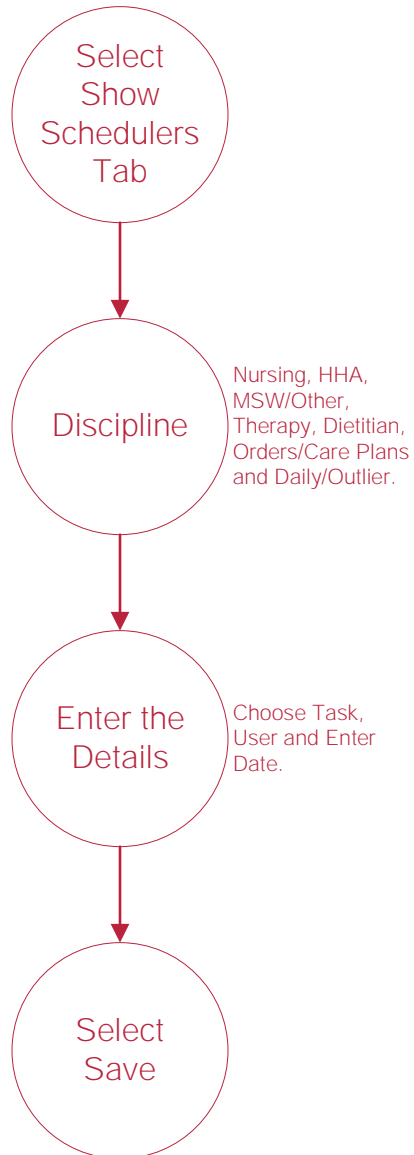 Select
Show
Schedulers
Tab
Discipline
Nursing, HHA,
MSW/Other,
Therapy, Dietitian,
Orders/Care Plans
and Daily/Outlier.
Enter the
Details
Choose Task,
User and Enter
Date.
Select
Save